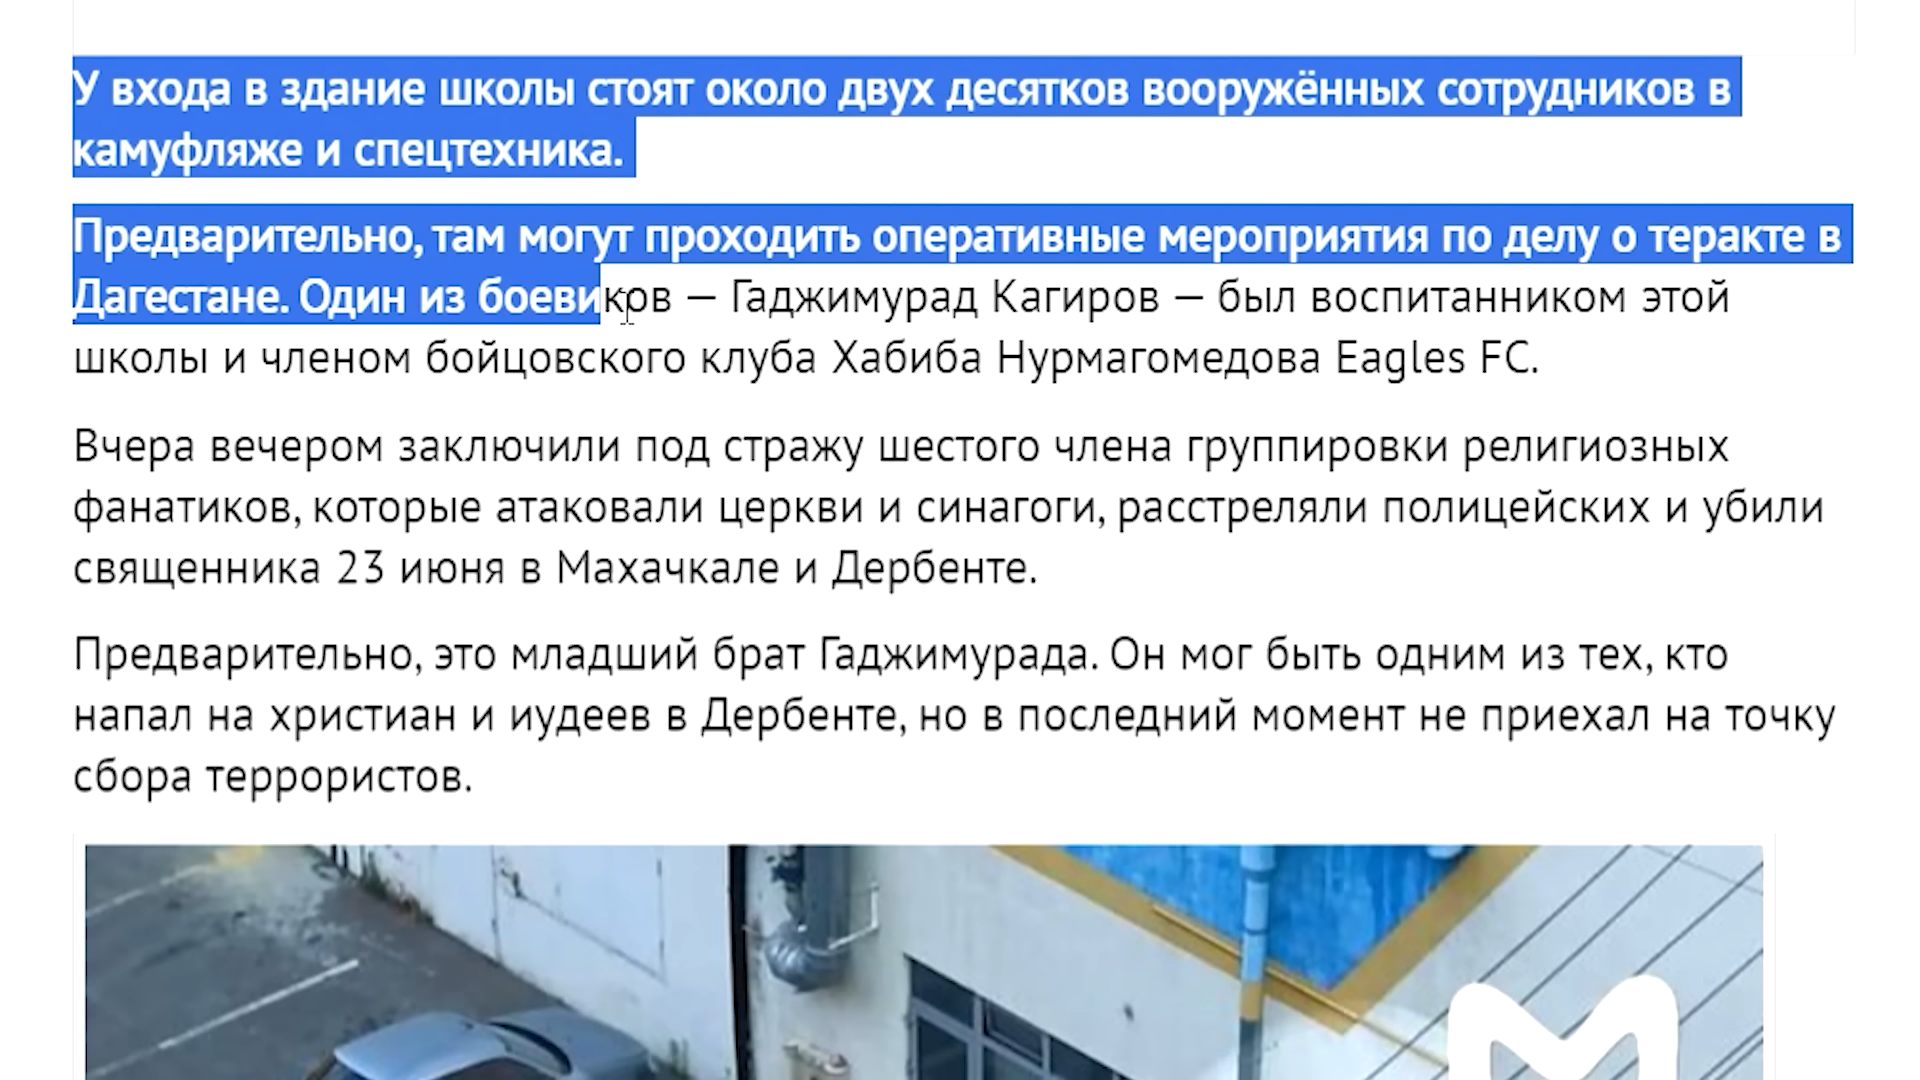 У входа в здание школы стоят около двух десятков вооружённых сотрудников в
камуфляже и спецтехника.
Предварительно, там могут проходить оперативные мероприятия по делу о теракте в
Дагестане. Один из боевиков — Гаджимурад Кагиров — был воспитанником этой
школы и членом бойцовского клуба Хабиба Нурмагомедова Eagles FC.
Вчера вечером заключили под стражу шестого члена группировки религиозных
фанатиков, которые атаковали церкви и синагоги, расстреляли полицейских и убили
священника 23 июня в Махачкале и Дербенте.
Предварительно, это младший брат Гаджимурада. Он мог быть одним из тех, кто
напал на христиан и иудеев в Дербенте, но в последний момент не приехал на точку
сбора террористов.